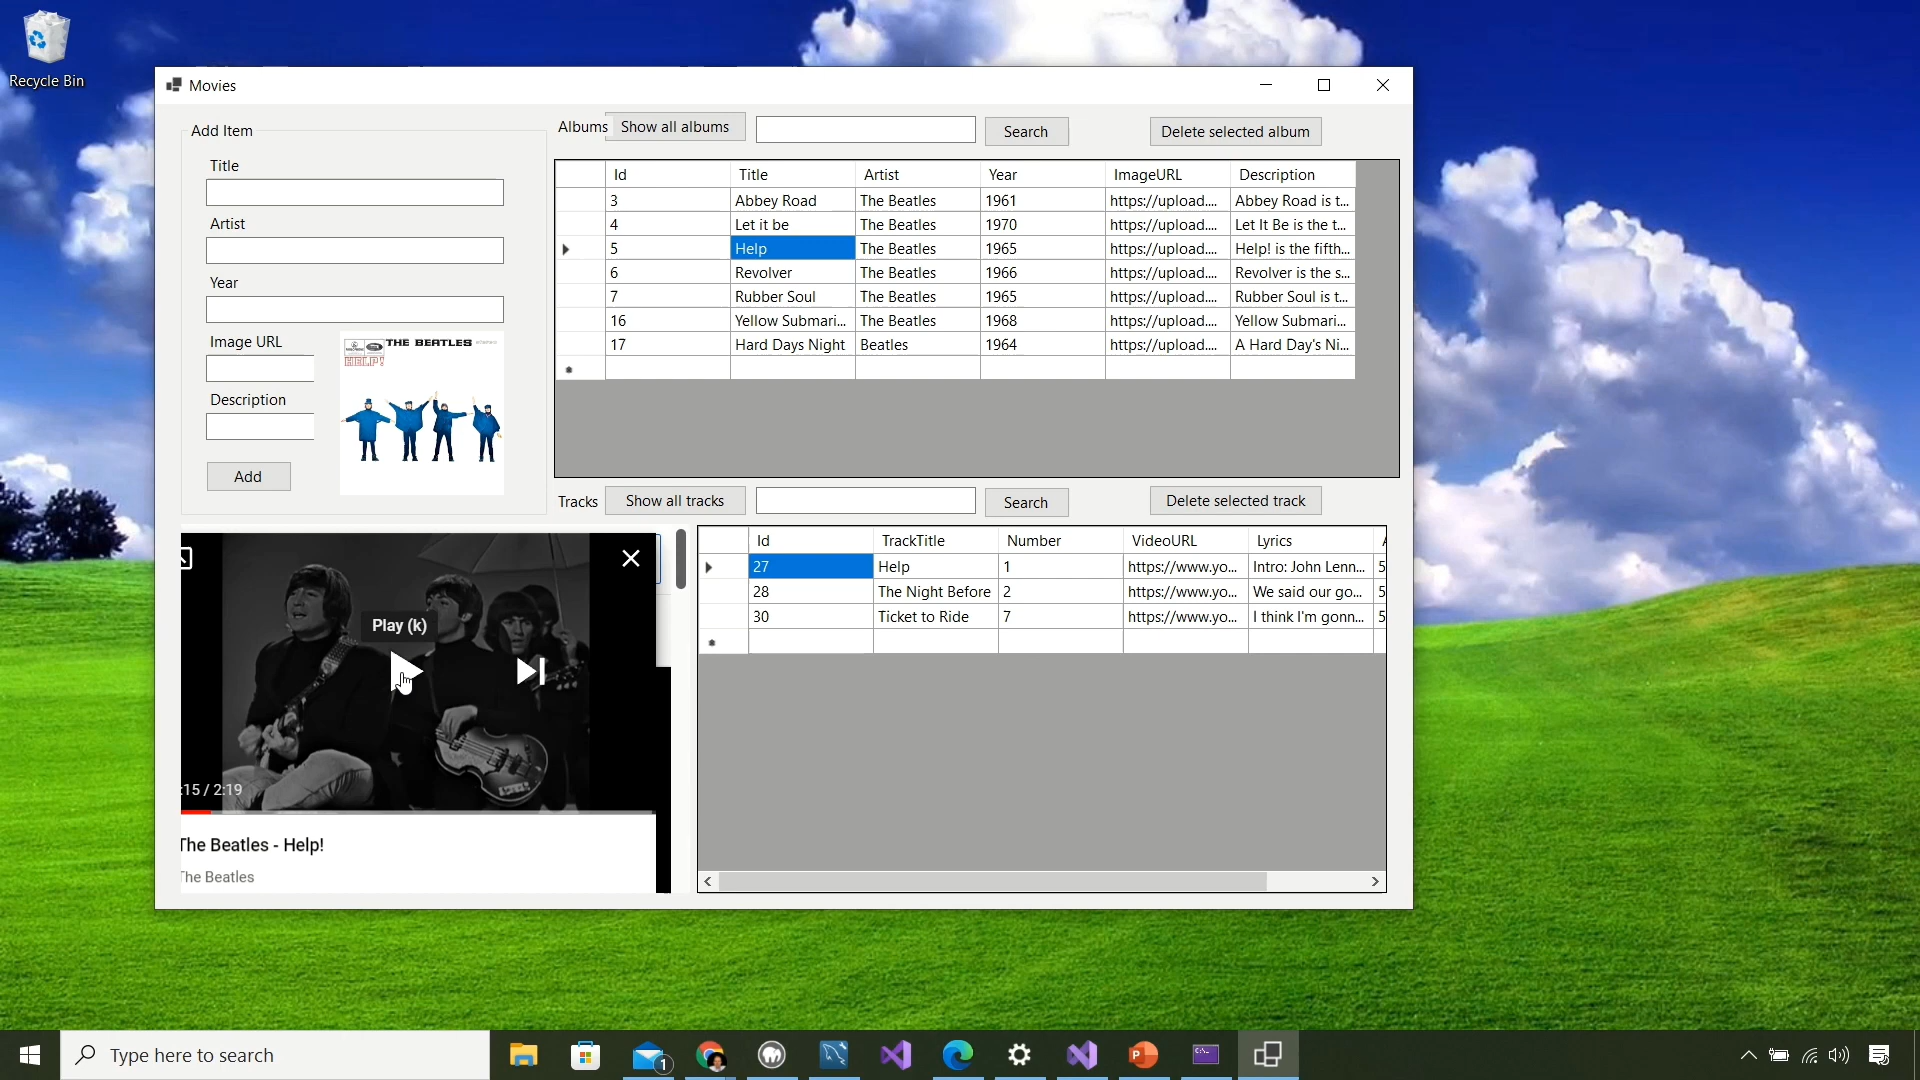 Recycle Bin
Movies
Add Item
Title
Artist
Year
Image URL
Description
Add
THE BEATLES
HELP!
Albums Show all albums Search Delete selected album
Id Title Artist Year ImageURL Description
3 Abbey Road The Beatles 1961 https://upload.... Abbey Road is t...
4 Let it be The Beatles 1970 https://upload.... Let It Be is the t...
5 Help The Beatles 1965 https://upload.... Help! is the fifth...
6 Revolver The Beatles 1966 https://upload.... Revolver is the s...
7 Rubber Soul The Beatles 1965 https://upload.... Rubber Soul is t...
16 Yellow Submari... The Beatles 1968 https://upload.... Yellow Submari...
17 Hard Days Night Beatles 1964 https://upload.... A Hard Day's Ni...
Tracks Show all tracks Search Delete selected track
Play (k)
:15 / 2:19
The Beatles - Help!
The Beatles
Id TrackTitle Number VideoURL Lyrics
27 Help 1 https://www.yo... Intro: John Lenn... 5
28 The Night Before 2 https://www.yo... We said our go... 5
30 Ticket to Ride 7 https://www.yo... I think I'm gonn... 5
Type here to search
1